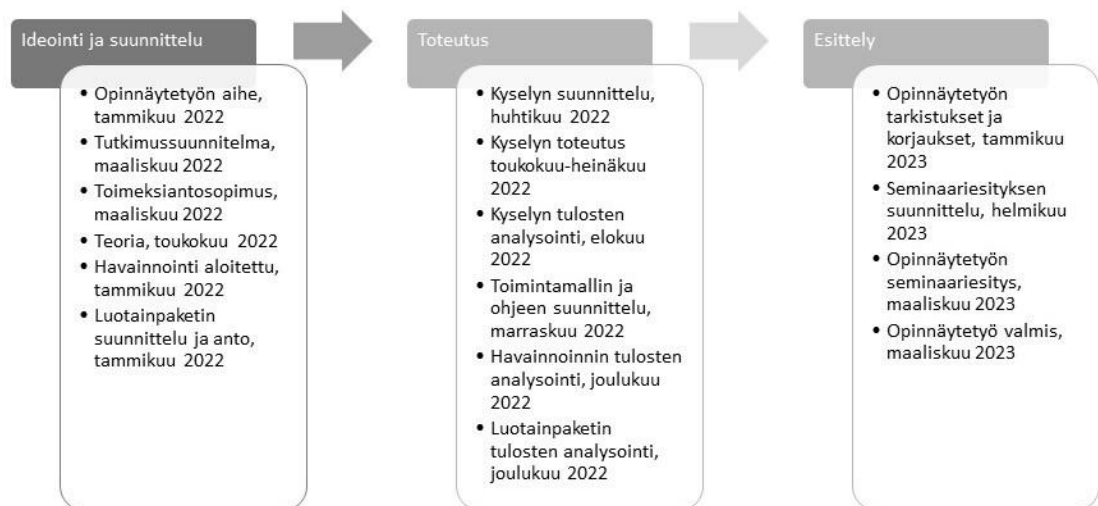 Ideointi ja suunnittelu
• Opinnäytetyön aihe,
tammikuu 2022
• Tutkimussuunnitelma,
maaliskuu 2022
• Toimeksiantosopimus,
maaliskuu 2022
• Teoria, toukokuu 2022
• Havainnointi aloitettu,
tammikuu 2022
• Luotainpaketin
suunnittelu ja anto,
tammikuu 2022
Toteutus
• Kyselyn suunnittelu,
huhtikuu 2022
• Kyselyn toteutus
toukokuu-heinäkuu
2022
• Kyselyn tulosten
analysointi, elokuu
2022
• Toimintamallin ja
ohjeen suunnittelu,
marraskuu 2022
• Havainnoinnin tulosten
analysointi, joulukuu
2022
• Luotainpaketin
tulosten analysointi,
joulukuu 2022
Esittely
• Opinnäytetyön
tarkistukset ja
korjaukset, tammikuu
2023
• Seminaariesityksen
suunnittelu, helmikuu
2023
• Opinnäytetyön
seminaariesitys,
maaliskuu 2023
• Opinnäytetyö valmis,
maaliskuu 2023